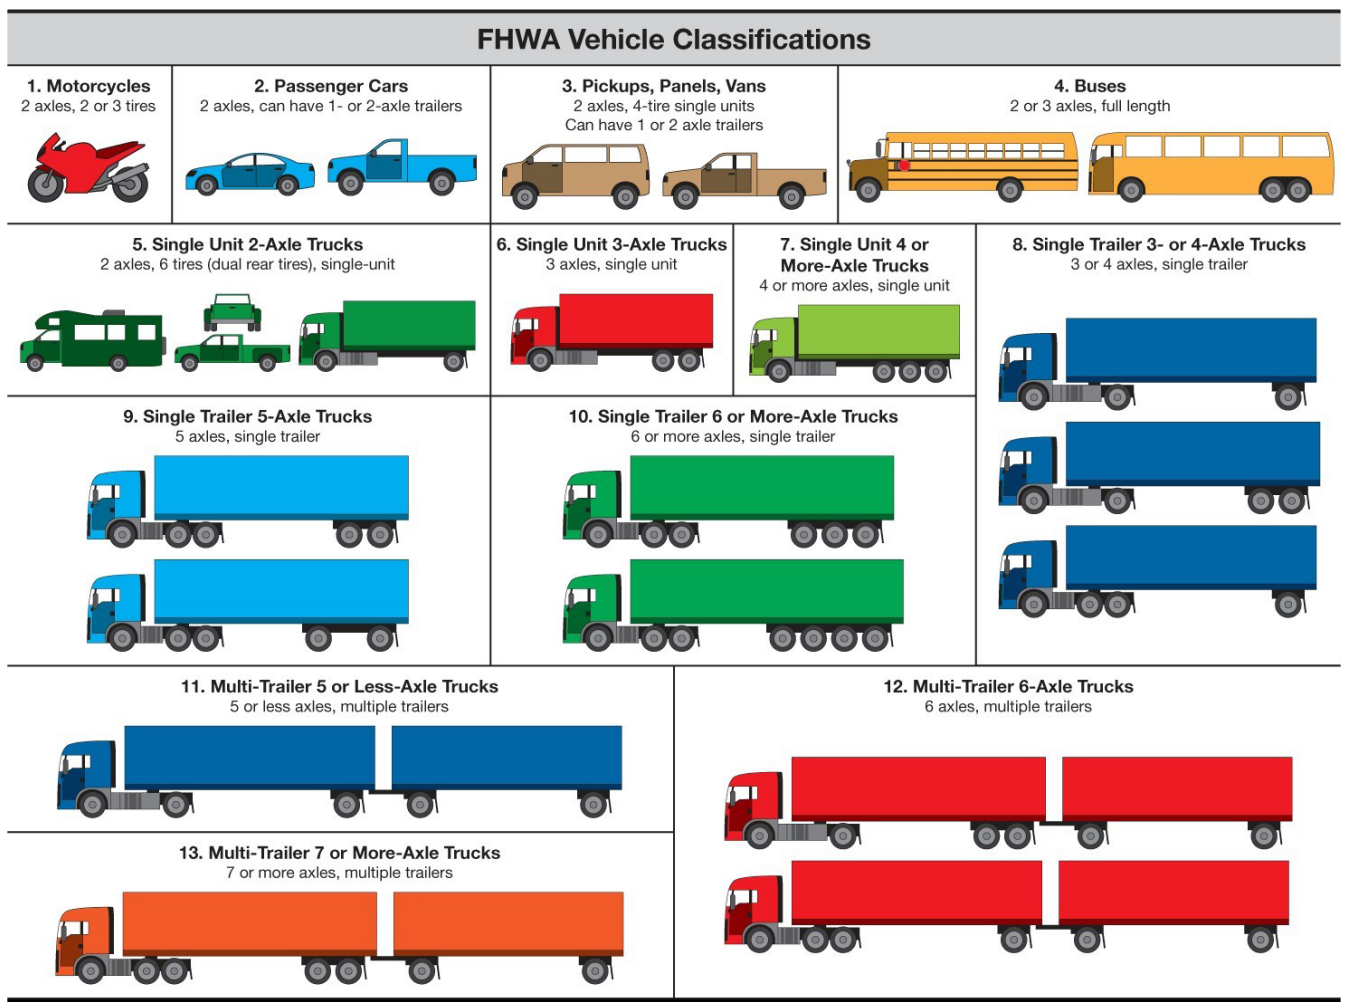 FHWA Vehicle Classifications
1. Motorcycles
2 axles, 2 or 3 tires
2. Passenger Cars
2 axles, can have 1- or 2-axle trailers
3. Pickups, Panels, Vans
2 axles, 4-tire single units
Can have 1 or 2 axle trailers
4. Buses
2 or 3 axles, full length
5. Single Unit 2-Axle Trucks
2 axles, 6 tires (dual rear tires), single-unit
6. Single Unit 3-Axle Trucks
3 axles, single unit
7. Single Unit 4 or
More-Axle Trucks
4 or more axles, single unit
8. Single Trailer 3- or 4-Axle Trucks
3 or 4 axles, single trailer
9. Single Trailer 5-Axle Trucks
5 axles, single trailer
10. Single Trailer 6 or More-Axle Trucks
6 or more axles, single trailer
11. Multi-Trailer 5 or Less-Axle Trucks
5 or less axles, multiple trailers
12. Multi-Trailer 6-Axle Trucks
6 axles, multiple trailers
13. Multi-Trailer 7 or More-Axle Trucks
7 or more axles, multiple trailers